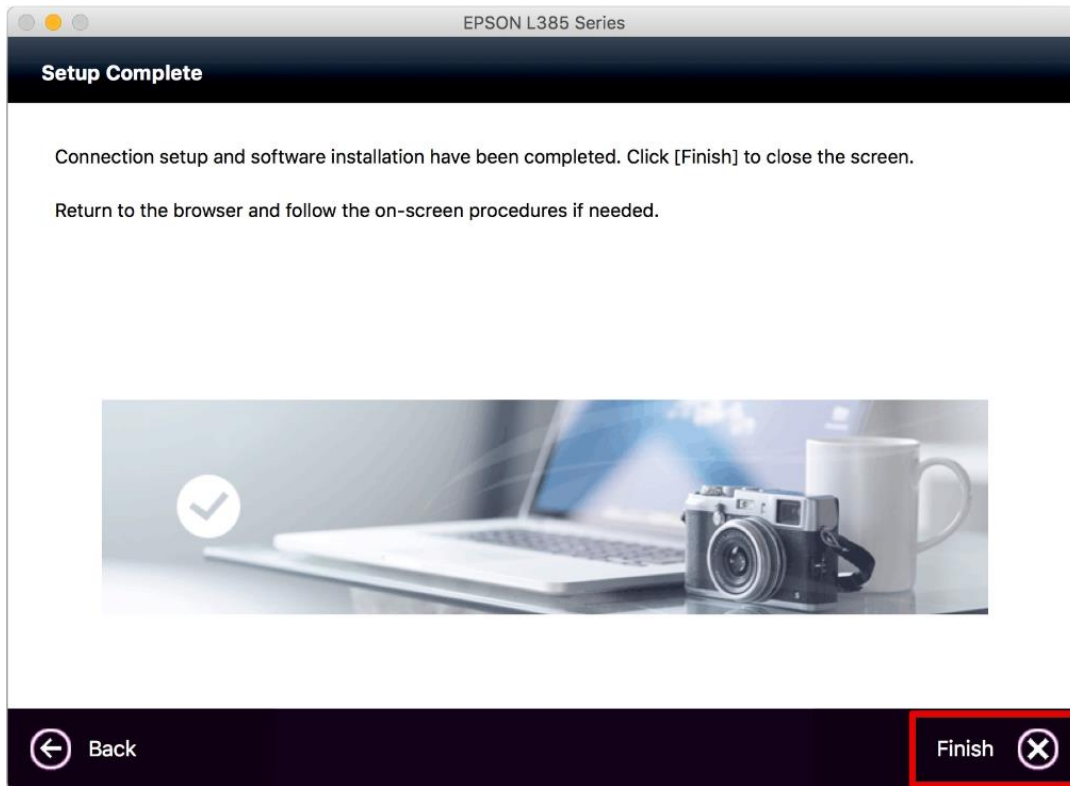 EPSON L385 Series
Setup Complete
Connection setup and software installation have been completed. Click [Finish] to close the screen.
Return to the browser and follow the on-screen procedures if needed.
Back
Finish